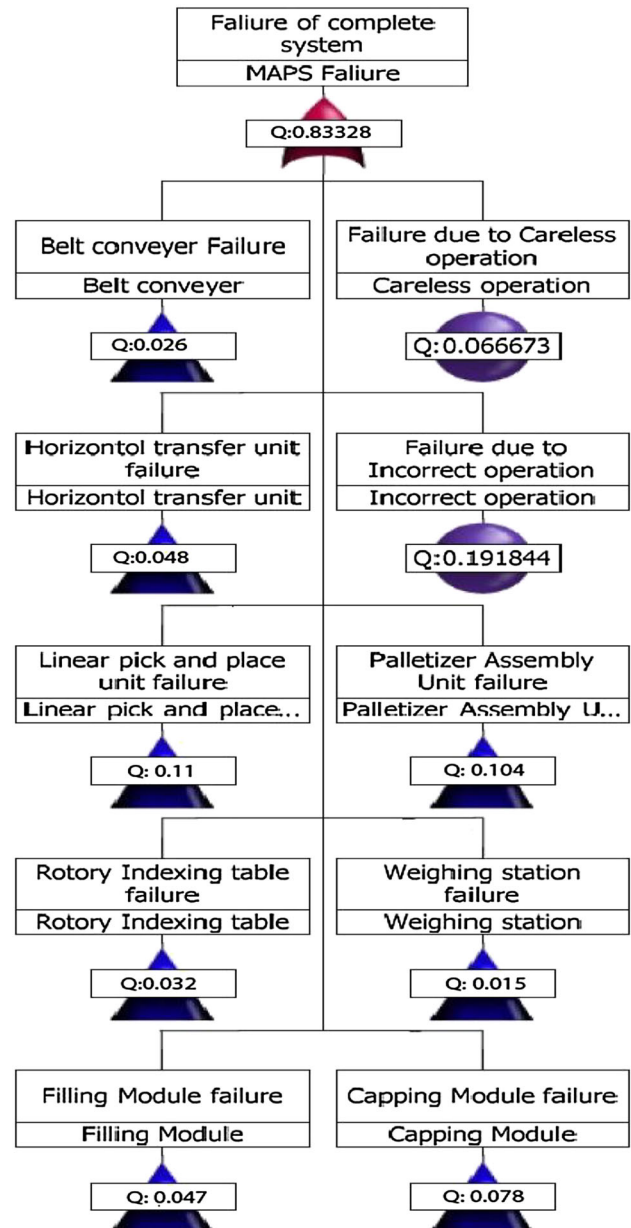 Faliure of complete
system
MAPS Faliure
Q:0.83328
Belt conveyer Failure
Belt conveyer
Q:0.026
Failure due to Careless
operation
Careless operation
Q:0.066673
Horizontol transfer unit
failure
Horizontol transfer unit
Q:0.048
Failure due to
Incorrect operation
Incorrect operation
Q:0.191844
Linear pick and place
unit failure
Linear pick and place...
Q: 0.11
Palletizer Assembly
Unit failure
Palletizer Assembly U...
Q: 0.104
Rotory Indexing table
failure
Rotory Indexing table
Q:0.032
Weighing station
failure
Weighing station
Q: 0.015
Filling Module failure
Filling Module
Q: 0.047
Capping Module failure
Capping Module
Q: 0.078